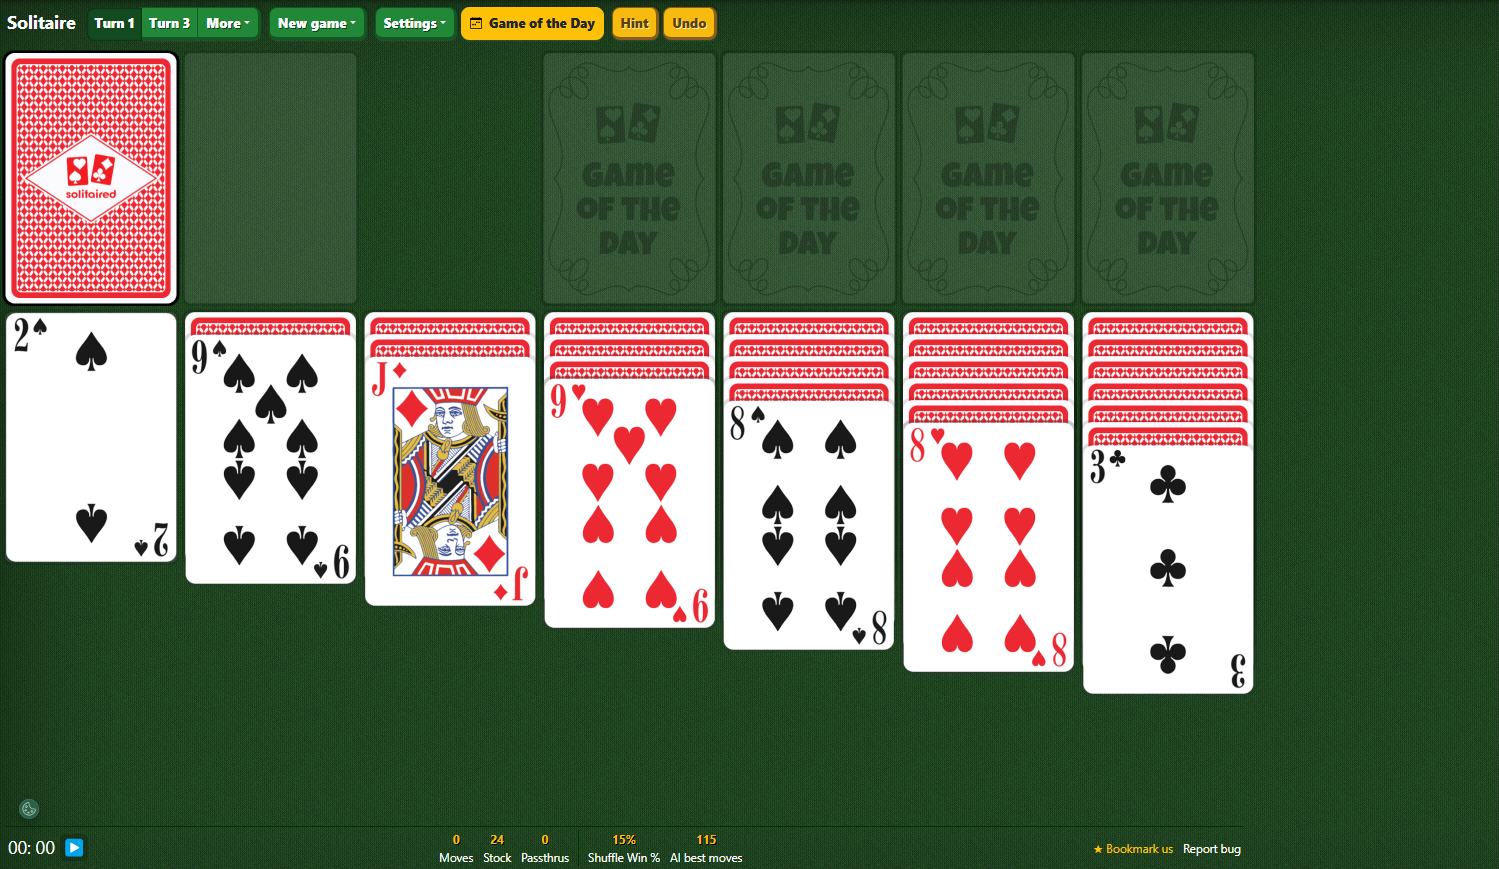 Solitaire Turn 1 Turn 3 More New game Settings Game of the Day Hint Undo
solitaired
Game
OF THE
DAY
Game
OF THE
DAY
Game
OF THE
DAY
Game
OF THE
DAY
2
2
9
9
J
J
9
9
8
8
8
8
3
3
00: 00
0 24 0 15% 115
Moves Stock Passthrus Shuffle Win % AI best moves
★ Bookmark us Report bug